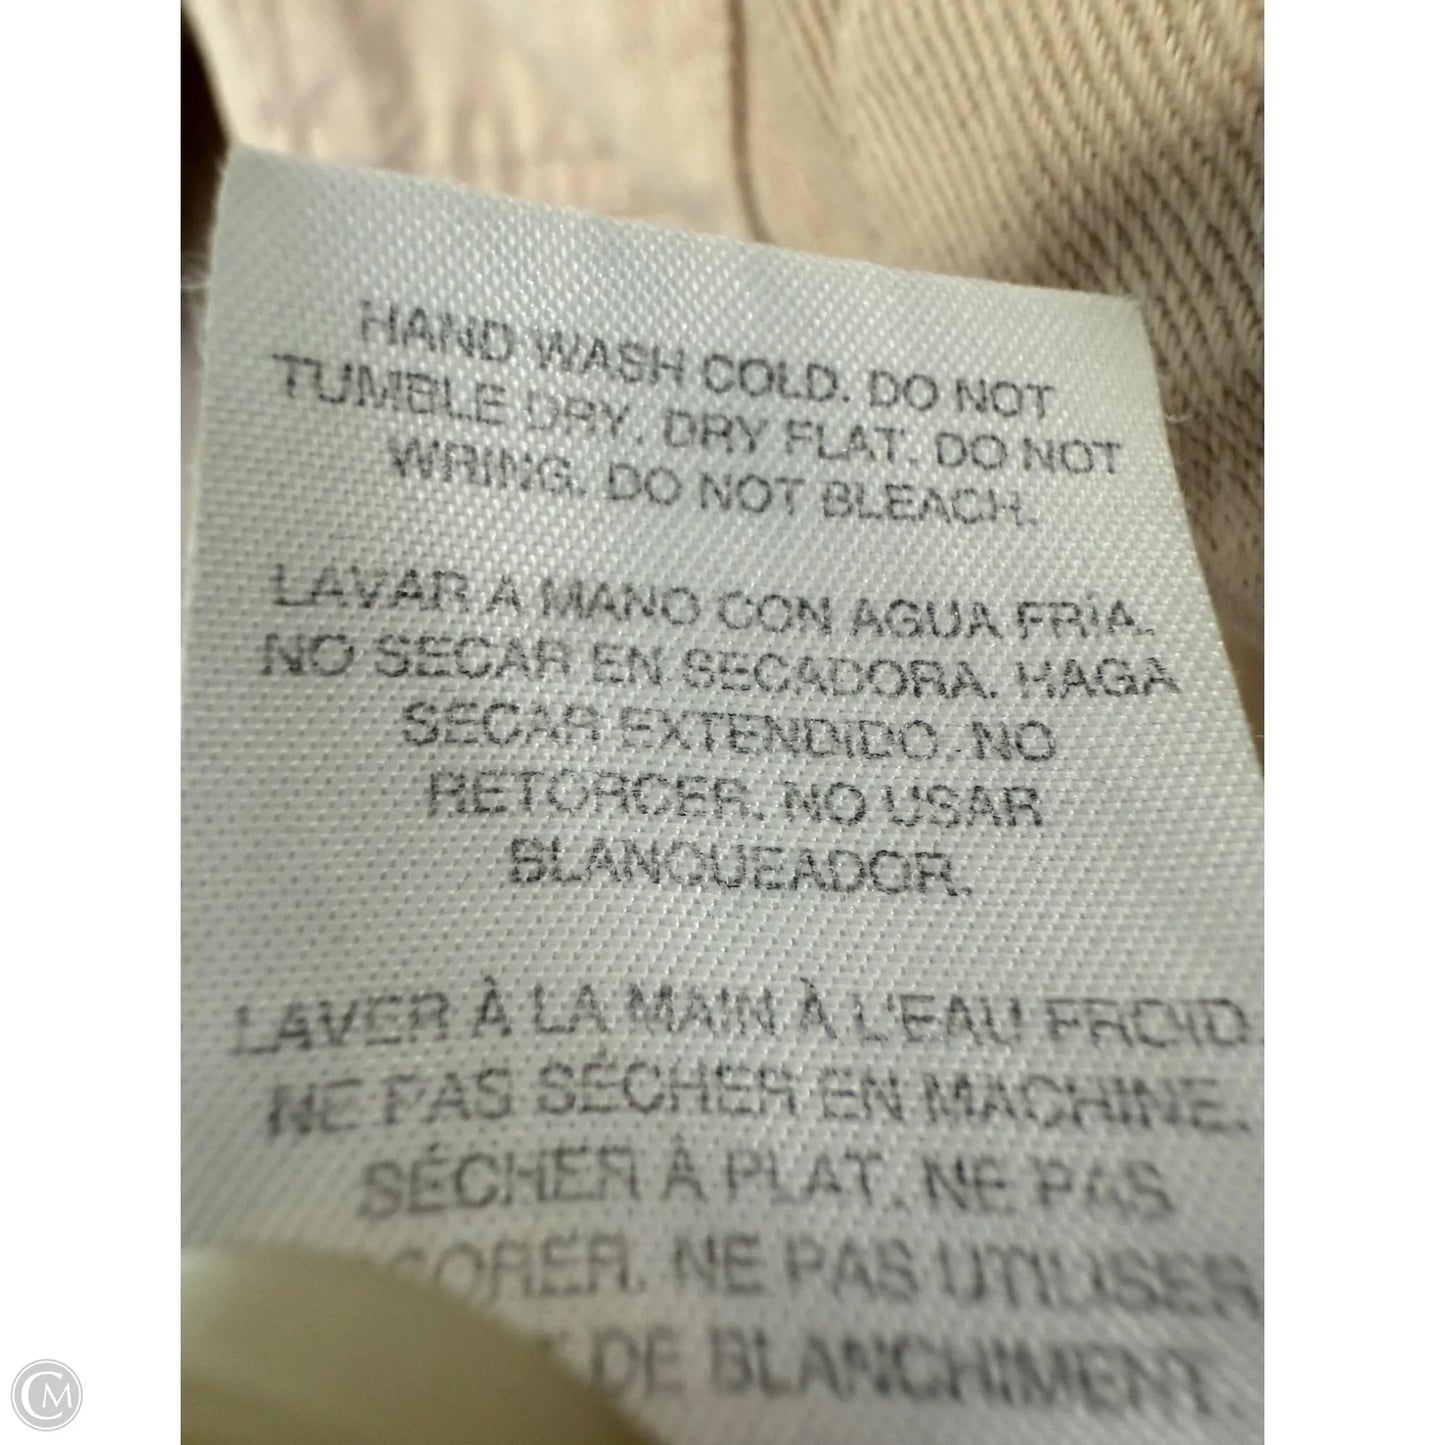 HAND WASH COLD. DO NOT
TUMBLE DRY. DRY FLAT. DO NOT
WRING. DO NOT BLEACH.
LAVAR A MANO CON AGUA FRÍA.
NO SECAR EN SECADORA. HAGA
SECAR EXTENDIDO. NO
RETORCER. NO USAR
BLANQUEADOR.
LAVER À LA MAIN À L'EAU FROID.
NE PAS SÉCHER EN MACHINE.
SÉCHER À PLAT. NE PAS
NE PAS UTILISER
DE BLANCHIMENT.
CM